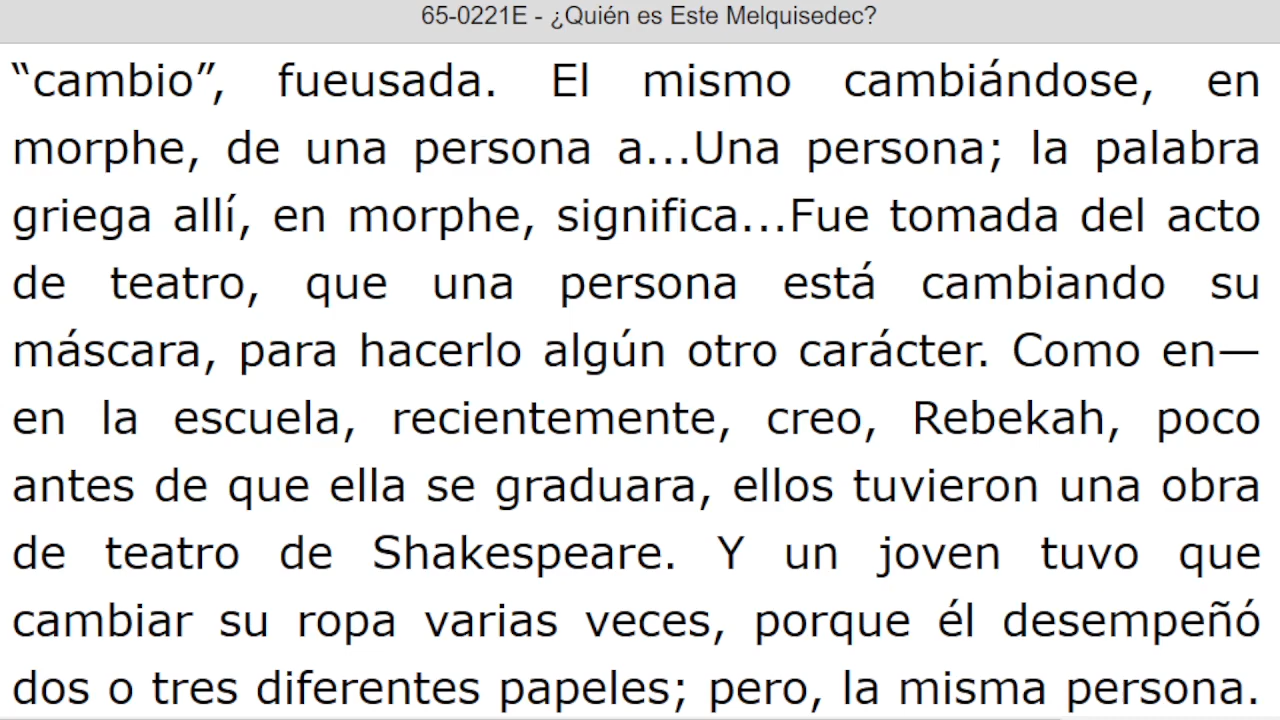 65-0221E - ¿Quién es Este Melquisedec?
“cambio”, fueusada. El mismo cambiándose, en
morphe, de una persona a...Una persona; la palabra
griega allí, en morphe, significa...Fue tomada del acto
de teatro, que una persona está cambiando su
máscara, para hacerlo algún otro carácter. Como en—
en la escuela, recientemente, creo, Rebekah, poco
antes de que ella se graduara, ellos tuvieron una obra
de teatro de Shakespeare. Y un joven tuvo que
cambiar su ropa varias veces, porque él desempeñó
dos o tres diferentes papeles; pero, la misma persona.